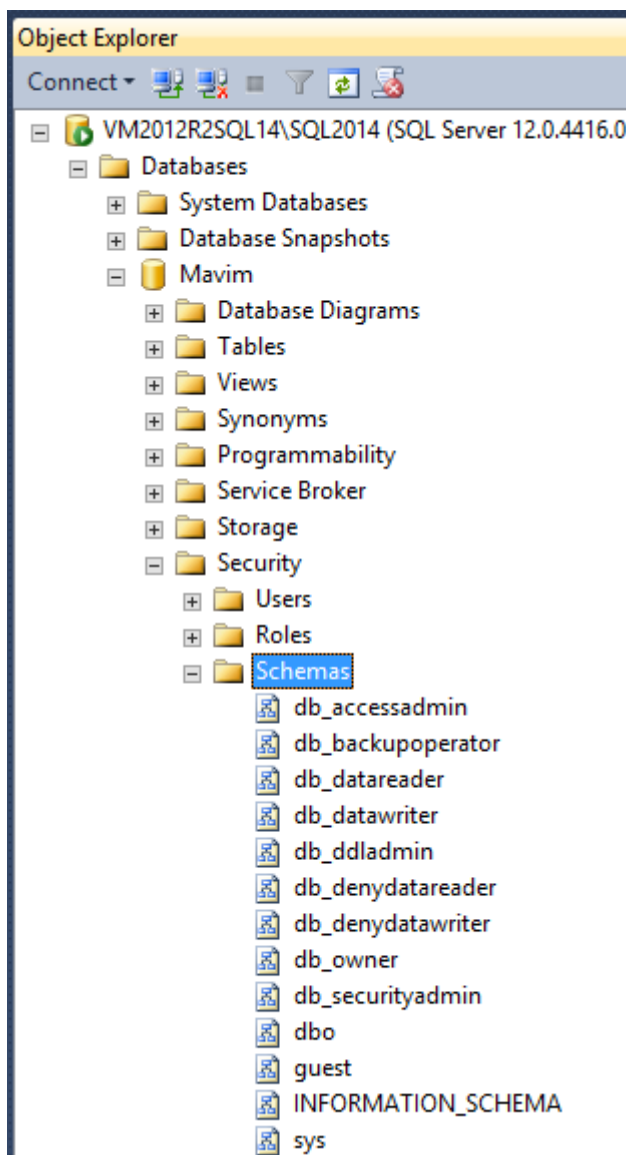 Object Explorer
Connect
VM2012R2SQL14\SQL2014 (SQL Server 12.0.4416.0
Databases
System Databases
Database Snapshots
Mavim
Database Diagrams
Tables
Views
Synonyms
Programmability
Service Broker
Storage
Security
Users
Roles
Schemas
db_accessadmin
db_backupoperator
db_datareader
db_datawriter
db_ddladmin
db_denydatareader
db_denydatawriter
db_owner
db_securityadmin
dbo
guest
INFORMATION_SCHEMA
sys